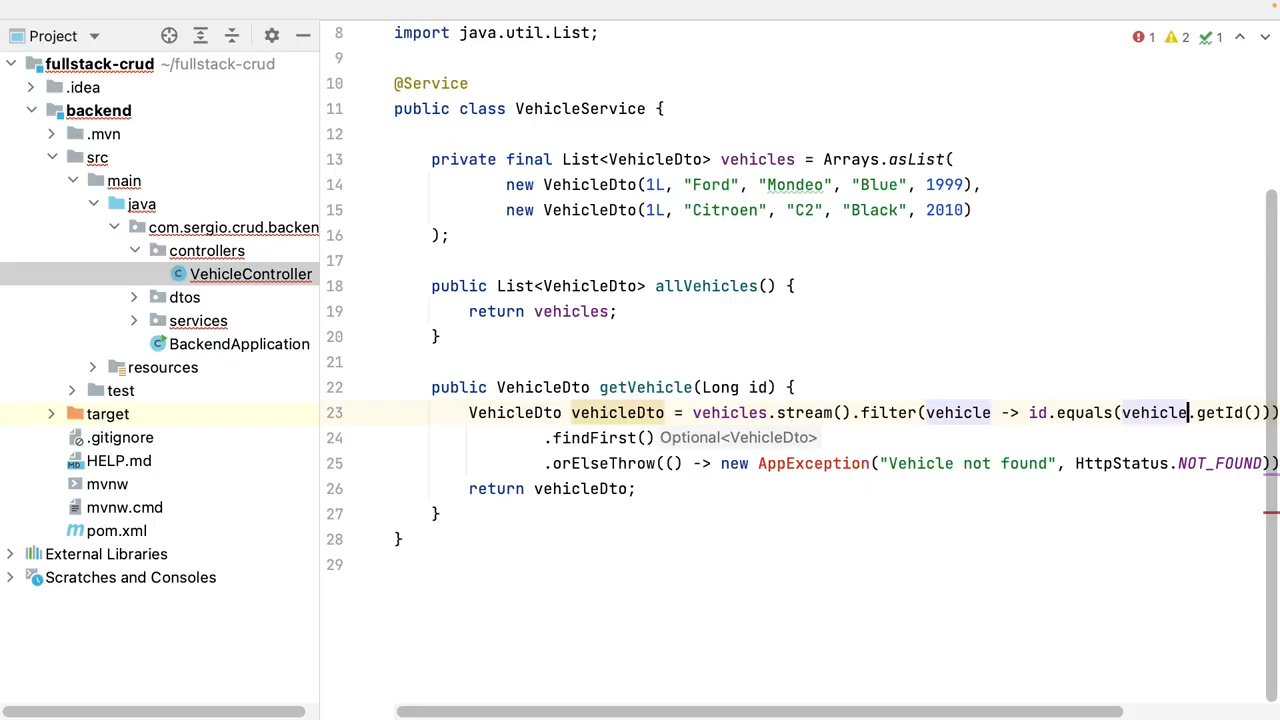 Project
fullstack-crud ~/fullstack-crud
.idea
backend
.mvn
src
main
java
com.sergio.crud.backen
controllers
VehicleController
dtos
services
BackendApplication
resources
test
target
.gitignore
HELP.md
mvnw
mvnw.cmd
pom.xml
External Libraries
Scratches and Consoles
1 2 1
8 import java.util.List;
9
10 @Service
11 public class VehicleService {
12
13 private final List<VehicleDto> vehicles = Arrays.asList(
14 new VehicleDto(1L, "Ford", "Mondeo", "Blue", 1999),
15 new VehicleDto(1L, "Citroen", "C2", "Black", 2010)
16 );
17
18 public List<VehicleDto> allVehicles() {
19 return vehicles;
20 }
21
22 public VehicleDto getVehicle(Long id) {
23 VehicleDto vehicleDto = vehicles.stream().filter(vehicle -> id.equals(vehicle.getId()))
24 .findFirst() Optional<VehicleDto>
25 .orElseThrow(() -> new AppException("Vehicle not found", HttpStatus.NOT_FOUND))
26 return vehicleDto;
27 }
28 }
29